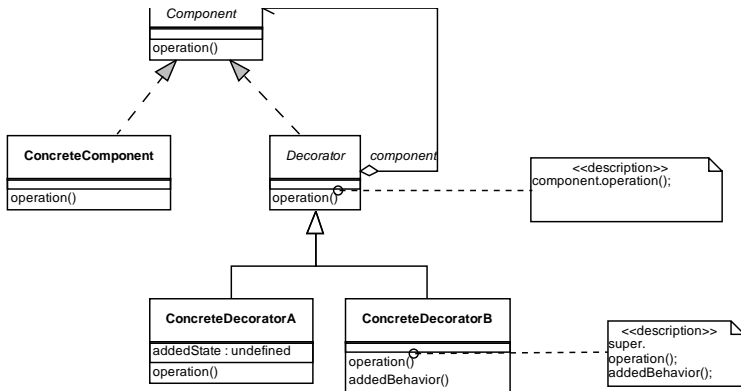 Component
operation()
ConcreteComponent
operation()
Decorator
component
operation()
<<description>>
component.operation();
ConcreteDecoratorA
addedState : undefined
operation()
ConcreteDecoratorB
operation()
addedBehavior()
<<description>>
super.
operation();
addedBehavior();